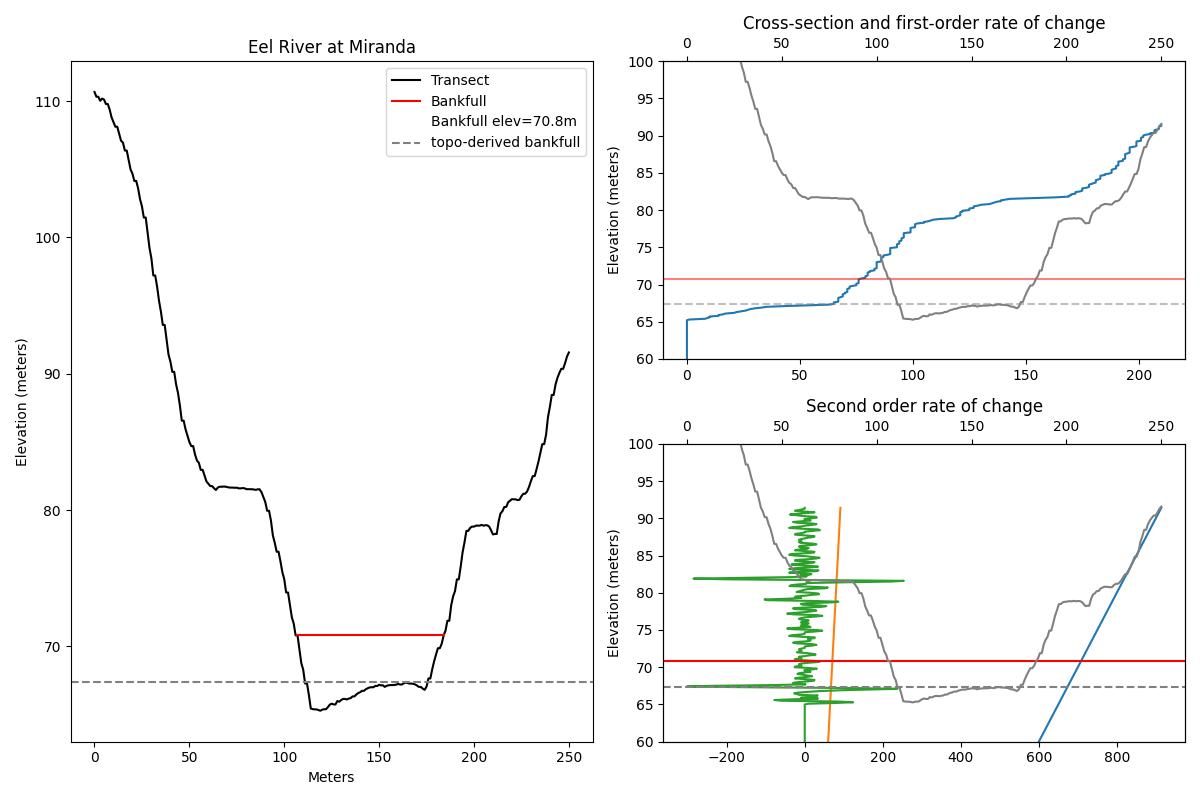 Eel River at Miranda
Transect
Bankfull
Bankfull elev=70.8m
topo-derived bankfull
Elevation (meters)
110
100
90
80
70
0 50 100 150 200 250
Meters
Cross-section and first-order rate of change
0 50 100 150 200 250
Elevation (meters)
100
95
90
85
80
75
70
65
60
0 50 100 150 200
Second order rate of change
0 50 100 150 200 250
Elevation (meters)
100
95
90
85
80
75
70
65
60
−200 0 200 400 600 800